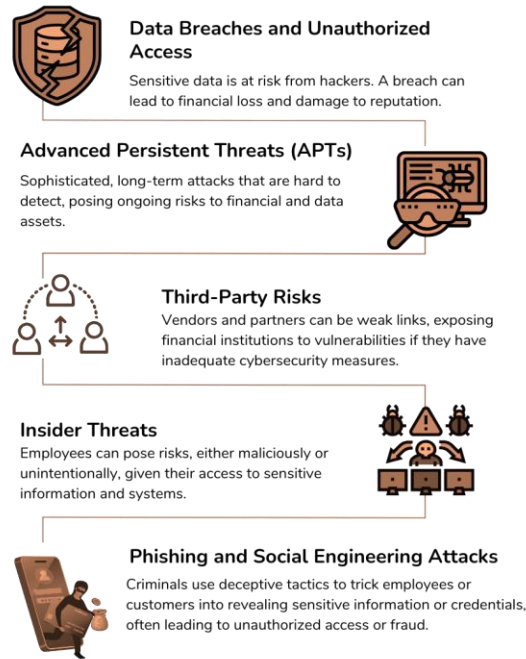 Data Breaches and Unauthorized
Access
Sensitive data is at risk from hackers. A breach can
lead to financial loss and damage to reputation.
Advanced Persistent Threats (APTs)
Sophisticated, long-term attacks that are hard to
detect, posing ongoing risks to financial and data
assets.
Third-Party Risks
Vendors and partners can be weak links, exposing
financial institutions to vulnerabilities if they have
inadequate cybersecurity measures.
Insider Threats
Employees can pose risks, either maliciously or
unintentionally, given their access to sensitive
information and systems.
Phishing and Social Engineering Attacks
Criminals use deceptive tactics to trick employees or
customers into revealing sensitive information or credentials,
often leading to unauthorized access or fraud.